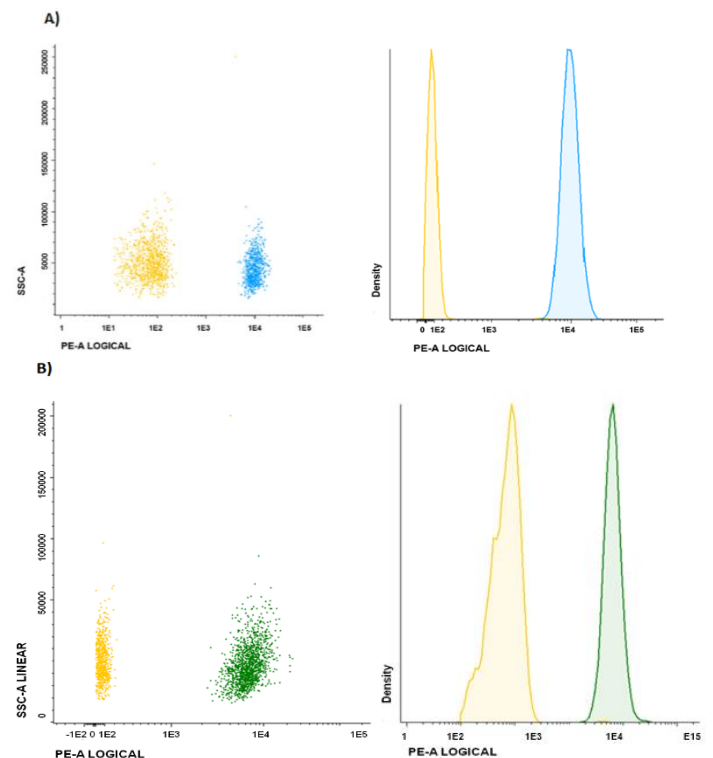 A)
250000
200000
150000
100000
5000
SSC-A
1 1E1 1E2 1E3 1E4 1E5
PE-A LOGICAL
Density
0 1E2 1E3 1E4 1E5
PE-A LOGICAL
B)
200000
150000
100000
50000
0
SSC-A LINEAR
-1E2 0 1E2 1E3 1E4 1E5
PE-A LOGICAL
Density
1 1E2 1E3 1E4 E15
PE-A LOGICAL